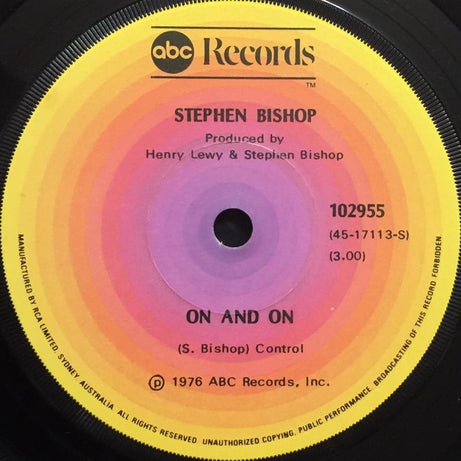 abc Records
TM
STEPHEN BISHOP
Produced by
Henry Lewy & Stephen Bishop
102955
(45-17113-S)
(3.00)
ON AND ON
(S. Bishop) Control
℗ 1976 ABC Records, Inc.
MANUFACTURED BY RCA LIMITED. SYDNEY AUSTRALIA. ALL RIGHTS RESERVED. UNAUTHORIZED COPYING. PUBLIC PERFORMANCE. BROADCASTING OF THIS RECORD FORBIDDEN